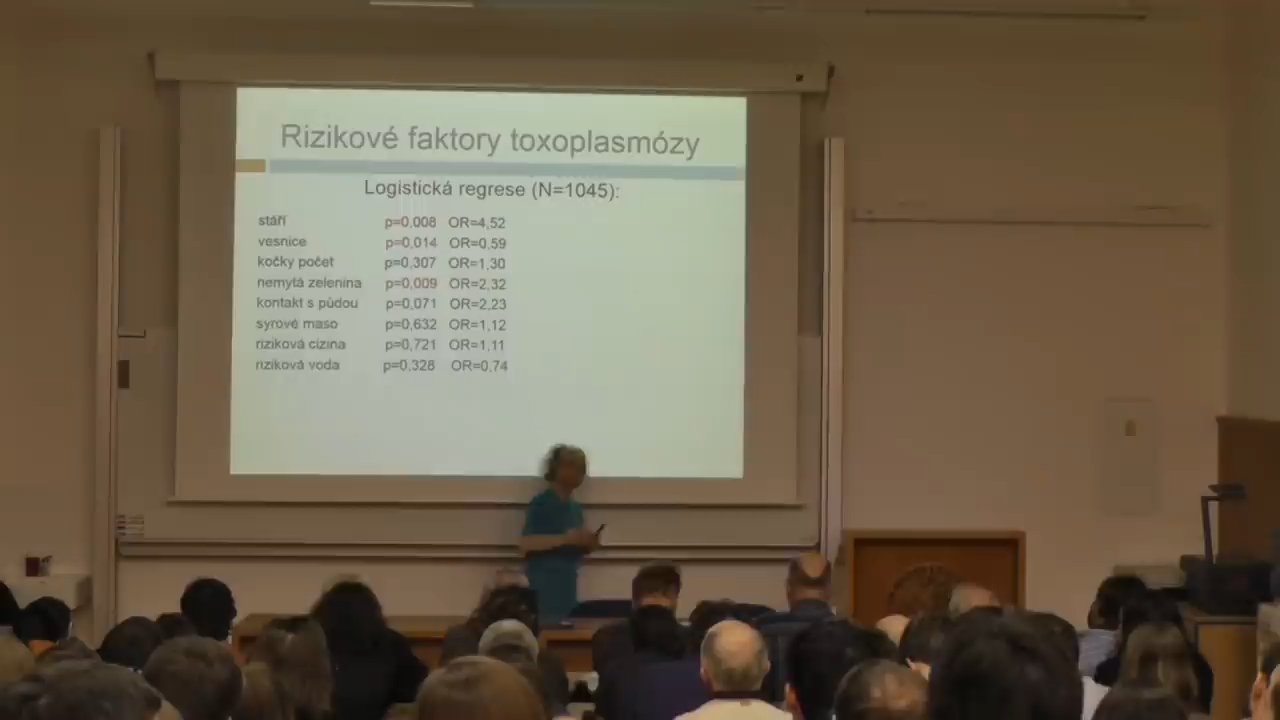 Rizikové faktory toxoplasmózy
Logistická regrese (N=1045):
stáří p=0,008 OR=4,52
vesnice p=0,014 OR=0,59
kočky počet p=0,307 OR=1,30
nemytá zelenina p=0,009 OR=2,32
kontakt s půdou p=0,071 OR=2,23
syrové maso p=0,632 OR=1,12
riziková cizina p=0,721 OR=1,11
riziková voda p=0,328 OR=0,74